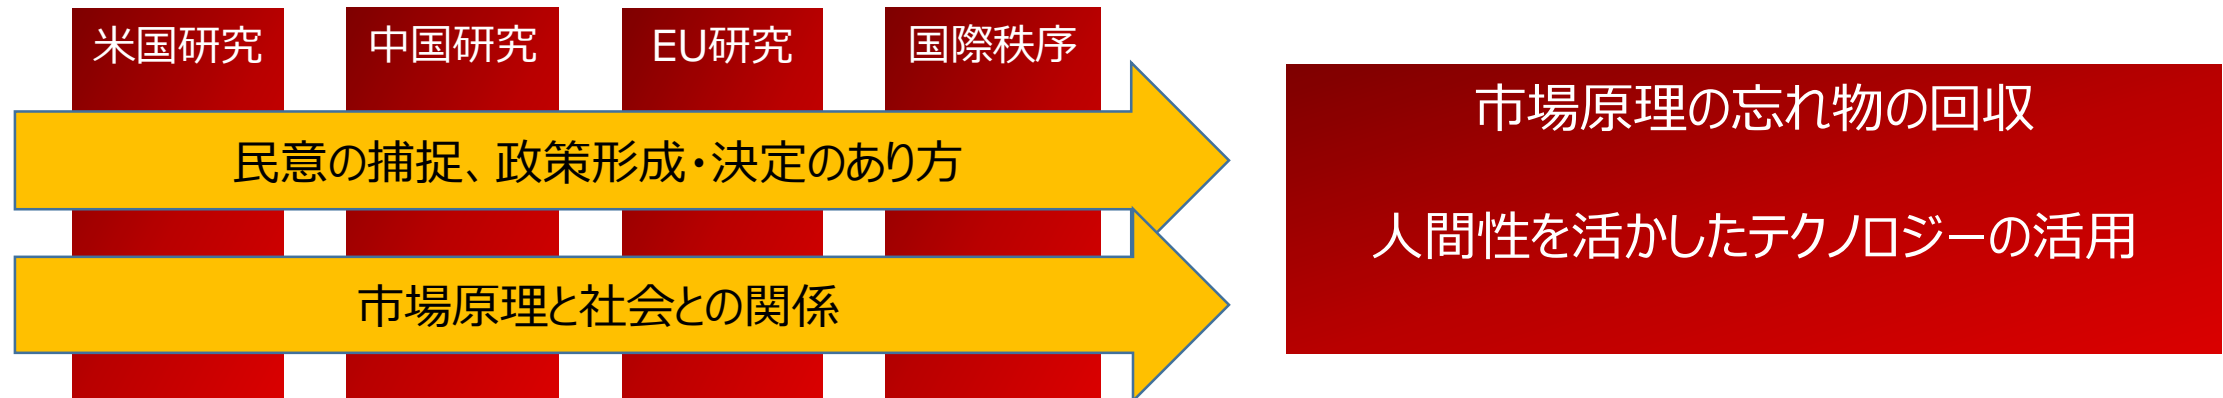 米国研究
中国研究
EU研究
国際秩序
民意の捕捉、政策形成・決定のあり方
市場原理と社会との関係
市場原理の忘れ物の回収
人間性を活かしたテクノロジーの活用